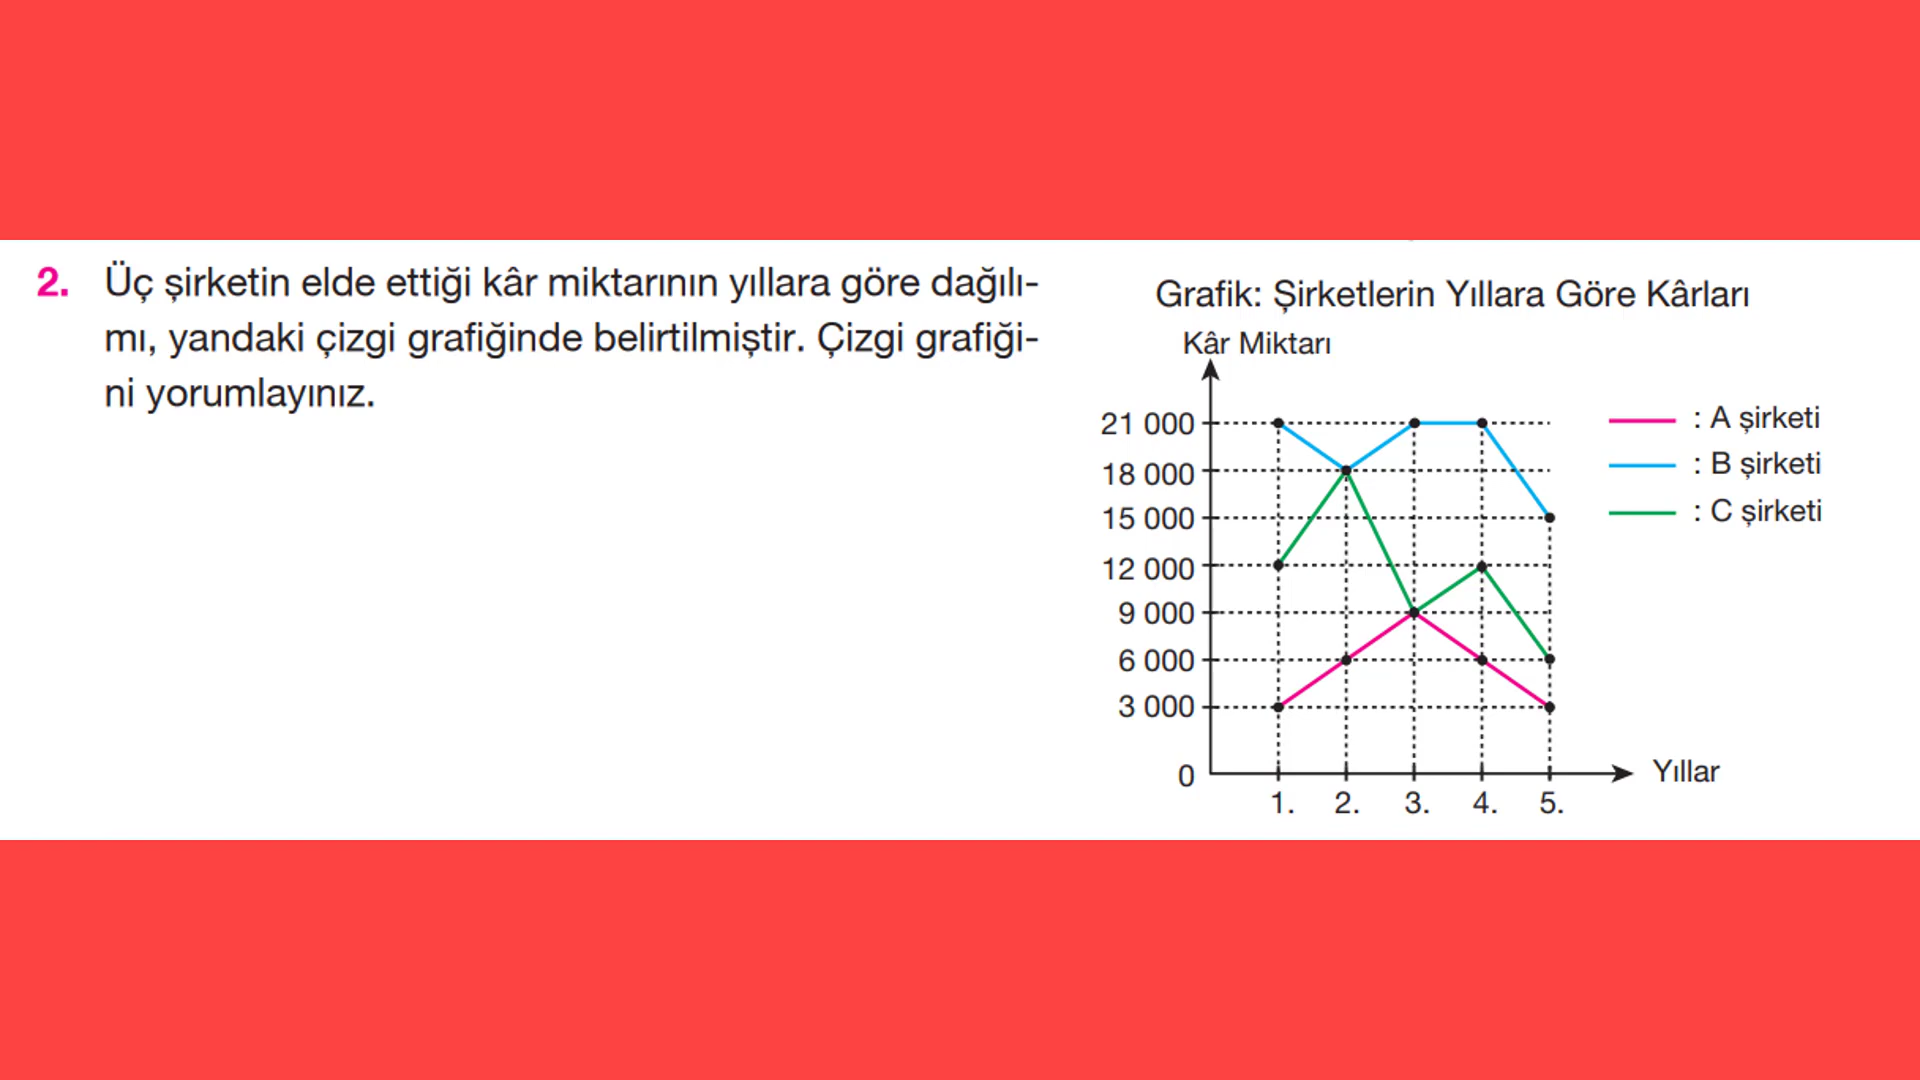 2. Üç şirketin elde ettiği kâr miktarının yıllara göre dağılı-
mı, yandaki çizgi grafiğinde belirtilmiştir. Çizgi grafiği-
ni yorumlayınız.
Grafik: Şirketlerin Yıllara Göre Kârları
Kâr Miktarı
21 000
18 000
15 000
12 000
9 000
6 000
3 000
0
1. 2. 3. 4. 5.
Yıllar
: A şirketi
: B şirketi
: C şirketi